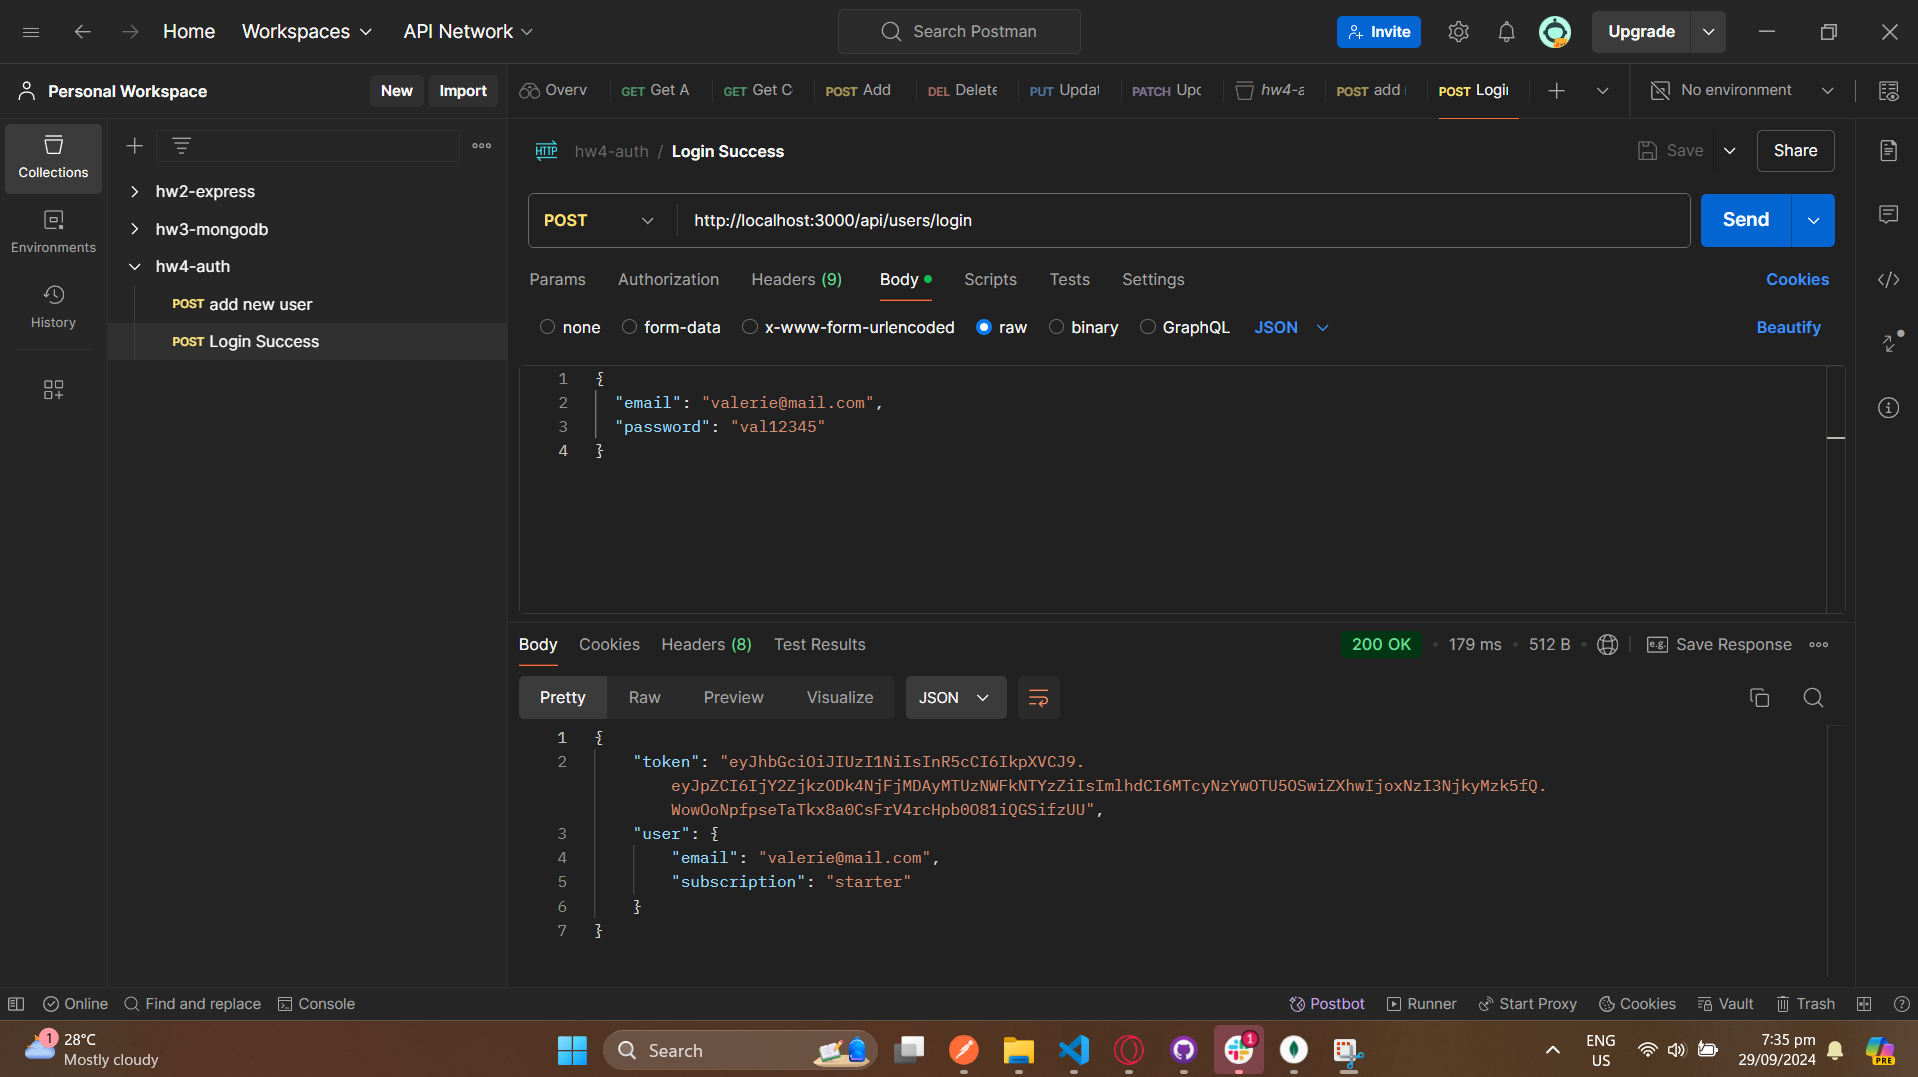 Home
Workspaces
API Network
Search Postman
Invite
Upgrade
Personal Workspace
New
Import
Overv
GET Get A
GET Get C
POST Add
DEL Delete
PUT Updat
PATCH Upd
hw4-a
POST add
POST Login
No environment
Collections
Environments
History
hw2-express
hw3-mongodb
hw4-auth
POST add new user
POST Login Success
HTTP hw4-auth / Login Success
Save
Share
POST
http://localhost:3000/api/users/login
Send
Params
Authorization
Headers (9)
Body
Scripts
Tests
Settings
Cookies
none
form-data
x-www-form-urlencoded
raw
binary
GraphQL
JSON
Beautify
1 {
2 "email": "valerie@mail.com",
3 "password": "val12345"
4 }
Body
Cookies
Headers (8)
Test Results
200 OK
179 ms
512 B
e.g. Save Response
Pretty
Raw
Preview
Visualize
JSON
1 {
2 "token": "eyJhbGciOiJIUzI1NiIsInR5cCI6IkpXVCJ9.
eyJpZCI6IjY2ZjkzODk4NjFjMDAyMTUzNWFkNTYzZiIsImlhdCI6MTcyNzYwOTU5OSwiZXhwIjoxNzI3NjkyMzk5fQ.
WowOoNpfpseTaTkx8a0CsFrV4rcHpb0O81iQGSifzUU",
3 "user": {
4 "email": "valerie@mail.com",
5 "subscription": "starter"
6 }
7 }
Online
Find and replace
Console
Postbot
Runner
Start Proxy
Cookies
Vault
Trash
1
28°C
Mostly cloudy
Search
1
ENG
US
7:35 pm
29/09/2024
PRE